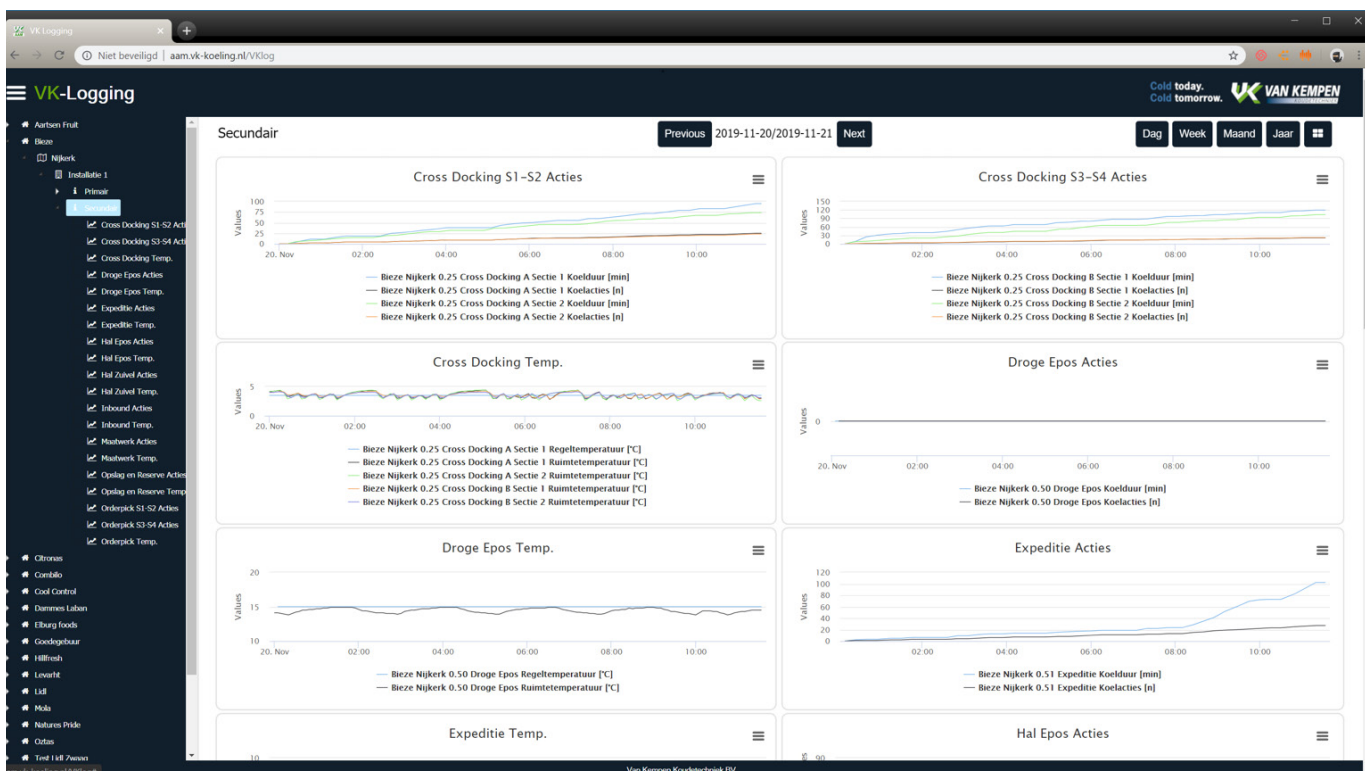 VK Logging
Niet beveiligd | aam.vk-koeling.nl/VKlog
VK-Logging
Cold today.
Cold tomorrow.
VK VAN KEMPEN
Aartsen Fruit
Bieze
Nijkerk
Installatie 1
Primair
Secundair
Cross Docking S1-S2 Acti
Cross Docking S3-S4 Acti
Cross Docking Temp.
Droge Epos Acties
Droge Epos Temp.
Expeditie Acties
Expeditie Temp.
Hal Epos Acties
Hal Epos Temp.
Hal Zuivel Acties
Hal Zuivel Temp.
Inbound Acties
Inbound Temp.
Maatwerk Acties
Maatwerk Temp.
Opslag en Reserve Acties
Opslag en Reserve Temp
Orderpick S1-S2 Acties
Orderpick S3-S4 Acties
Orderpick Temp.
Citronas
Combilo
Cool Control
Dammes Laban
Elburg foods
Goedegebuur
Hillfresh
Levarht
Lidl
Mola
Natures Pride
Oztas
Test Lidl Zwaan
Secundair
Previous 2019-11-20/2019-11-21 Next
Dag Week Maand Jaar
Cross Docking S1-S2 Acties
Values
100
75
50
25
0
20. Nov 02:00 04:00 06:00 08:00 10:00
Bieze Nijkerk 0.25 Cross Docking A Sectie 1 Koelduur [min]
Bieze Nijkerk 0.25 Cross Docking A Sectie 1 Koelacties [n]
Bieze Nijkerk 0.25 Cross Docking A Sectie 2 Koelduur [min]
Bieze Nijkerk 0.25 Cross Docking A Sectie 2 Koelacties [n]
Cross Docking S3-S4 Acties
Values
150
120
90
60
30
0
02:00 04:00 06:00 08:00 10:00
Bieze Nijkerk 0.25 Cross Docking B Sectie 1 Koelduur [min]
Bieze Nijkerk 0.25 Cross Docking B Sectie 1 Koelacties [n]
Bieze Nijkerk 0.25 Cross Docking B Sectie 2 Koelduur [min]
Bieze Nijkerk 0.25 Cross Docking B Sectie 2 Koelacties [n]
Cross Docking Temp.
Values
5
0
20. Nov 02:00 04:00 06:00 08:00 10:00
Bieze Nijkerk 0.25 Cross Docking A Sectie 1 Regeltemperatuur [°C]
Bieze Nijkerk 0.25 Cross Docking A Sectie 1 Ruimtetemperatuur [°C]
Bieze Nijkerk 0.25 Cross Docking A Sectie 2 Ruimtetemperatuur [°C]
Bieze Nijkerk 0.25 Cross Docking B Sectie 1 Ruimtetemperatuur [°C]
Bieze Nijkerk 0.25 Cross Docking B Sectie 2 Ruimtetemperatuur [°C]
Droge Epos Acties
Values
0
20. Nov 02:00 04:00 06:00 08:00 10:00
Bieze Nijkerk 0.50 Droge Epos Koelduur [min]
Bieze Nijkerk 0.50 Droge Epos Koelacties [n]
Droge Epos Temp.
Values
20
15
10
20. Nov 02:00 04:00 06:00 08:00 10:00
Bieze Nijkerk 0.50 Droge Epos Regeltemperatuur [°C]
Bieze Nijkerk 0.50 Droge Epos Ruimtetemperatuur [°C]
Expeditie Acties
Values
120
100
80
60
40
20
0
02:00 04:00 06:00 08:00 10:00
Bieze Nijkerk 0.51 Expeditie Koelduur [min]
Bieze Nijkerk 0.51 Expeditie Koelacties [n]
Expeditie Temp.
10
Hal Epos Acties
90
Van Kempen Koudetechniek BV